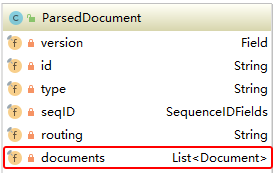 C ParsedDocument
f version Field
f id String
f type String
f seqID SequenceIDFields
f routing String
f documents List<Document>